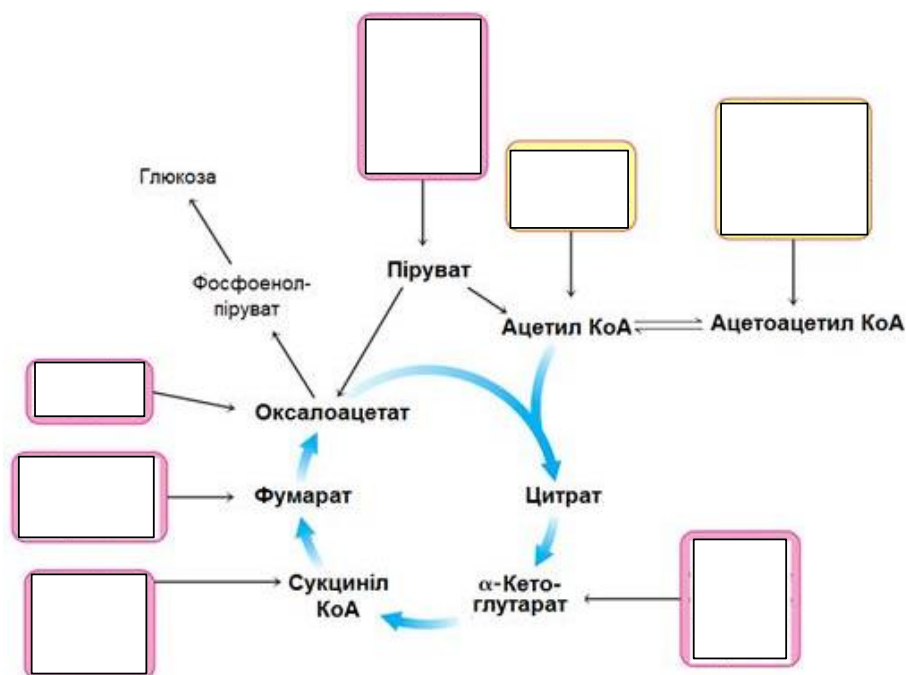 Глюкоза
Фосфоенол-
піруват
Піруват
Ацетил КоА
Ацетоацетил КоА
Оксалоацетат
Фумарат
Цитрат
Сукциніл
КоА
α-Кето-
глутарат